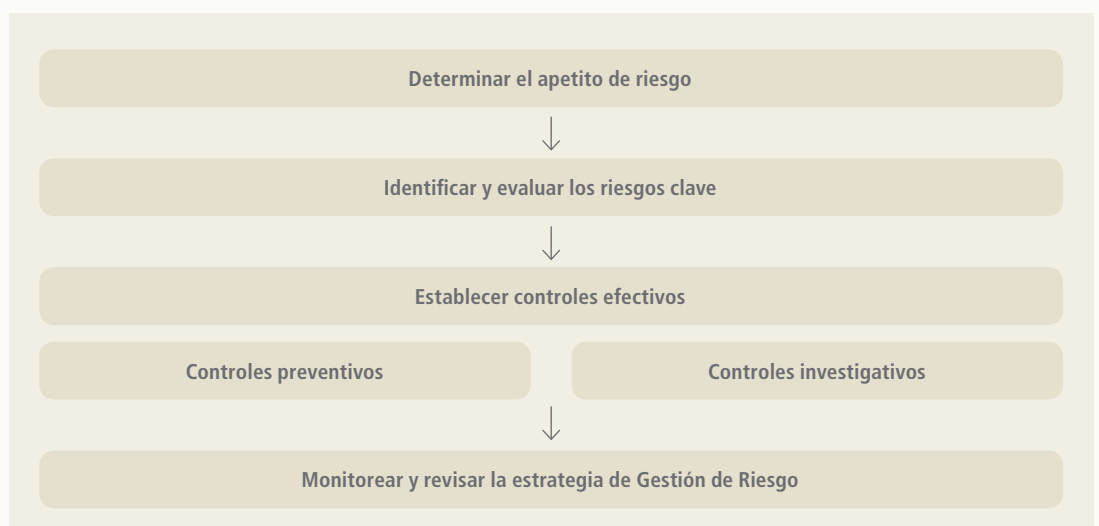 Determinar el apetito de riesgo
Identificar y evaluar los riesgos clave
Establecer controles efectivos
Controles preventivos
Controles investigativos
Monitorear y revisar la estrategia de Gestión de Riesgo